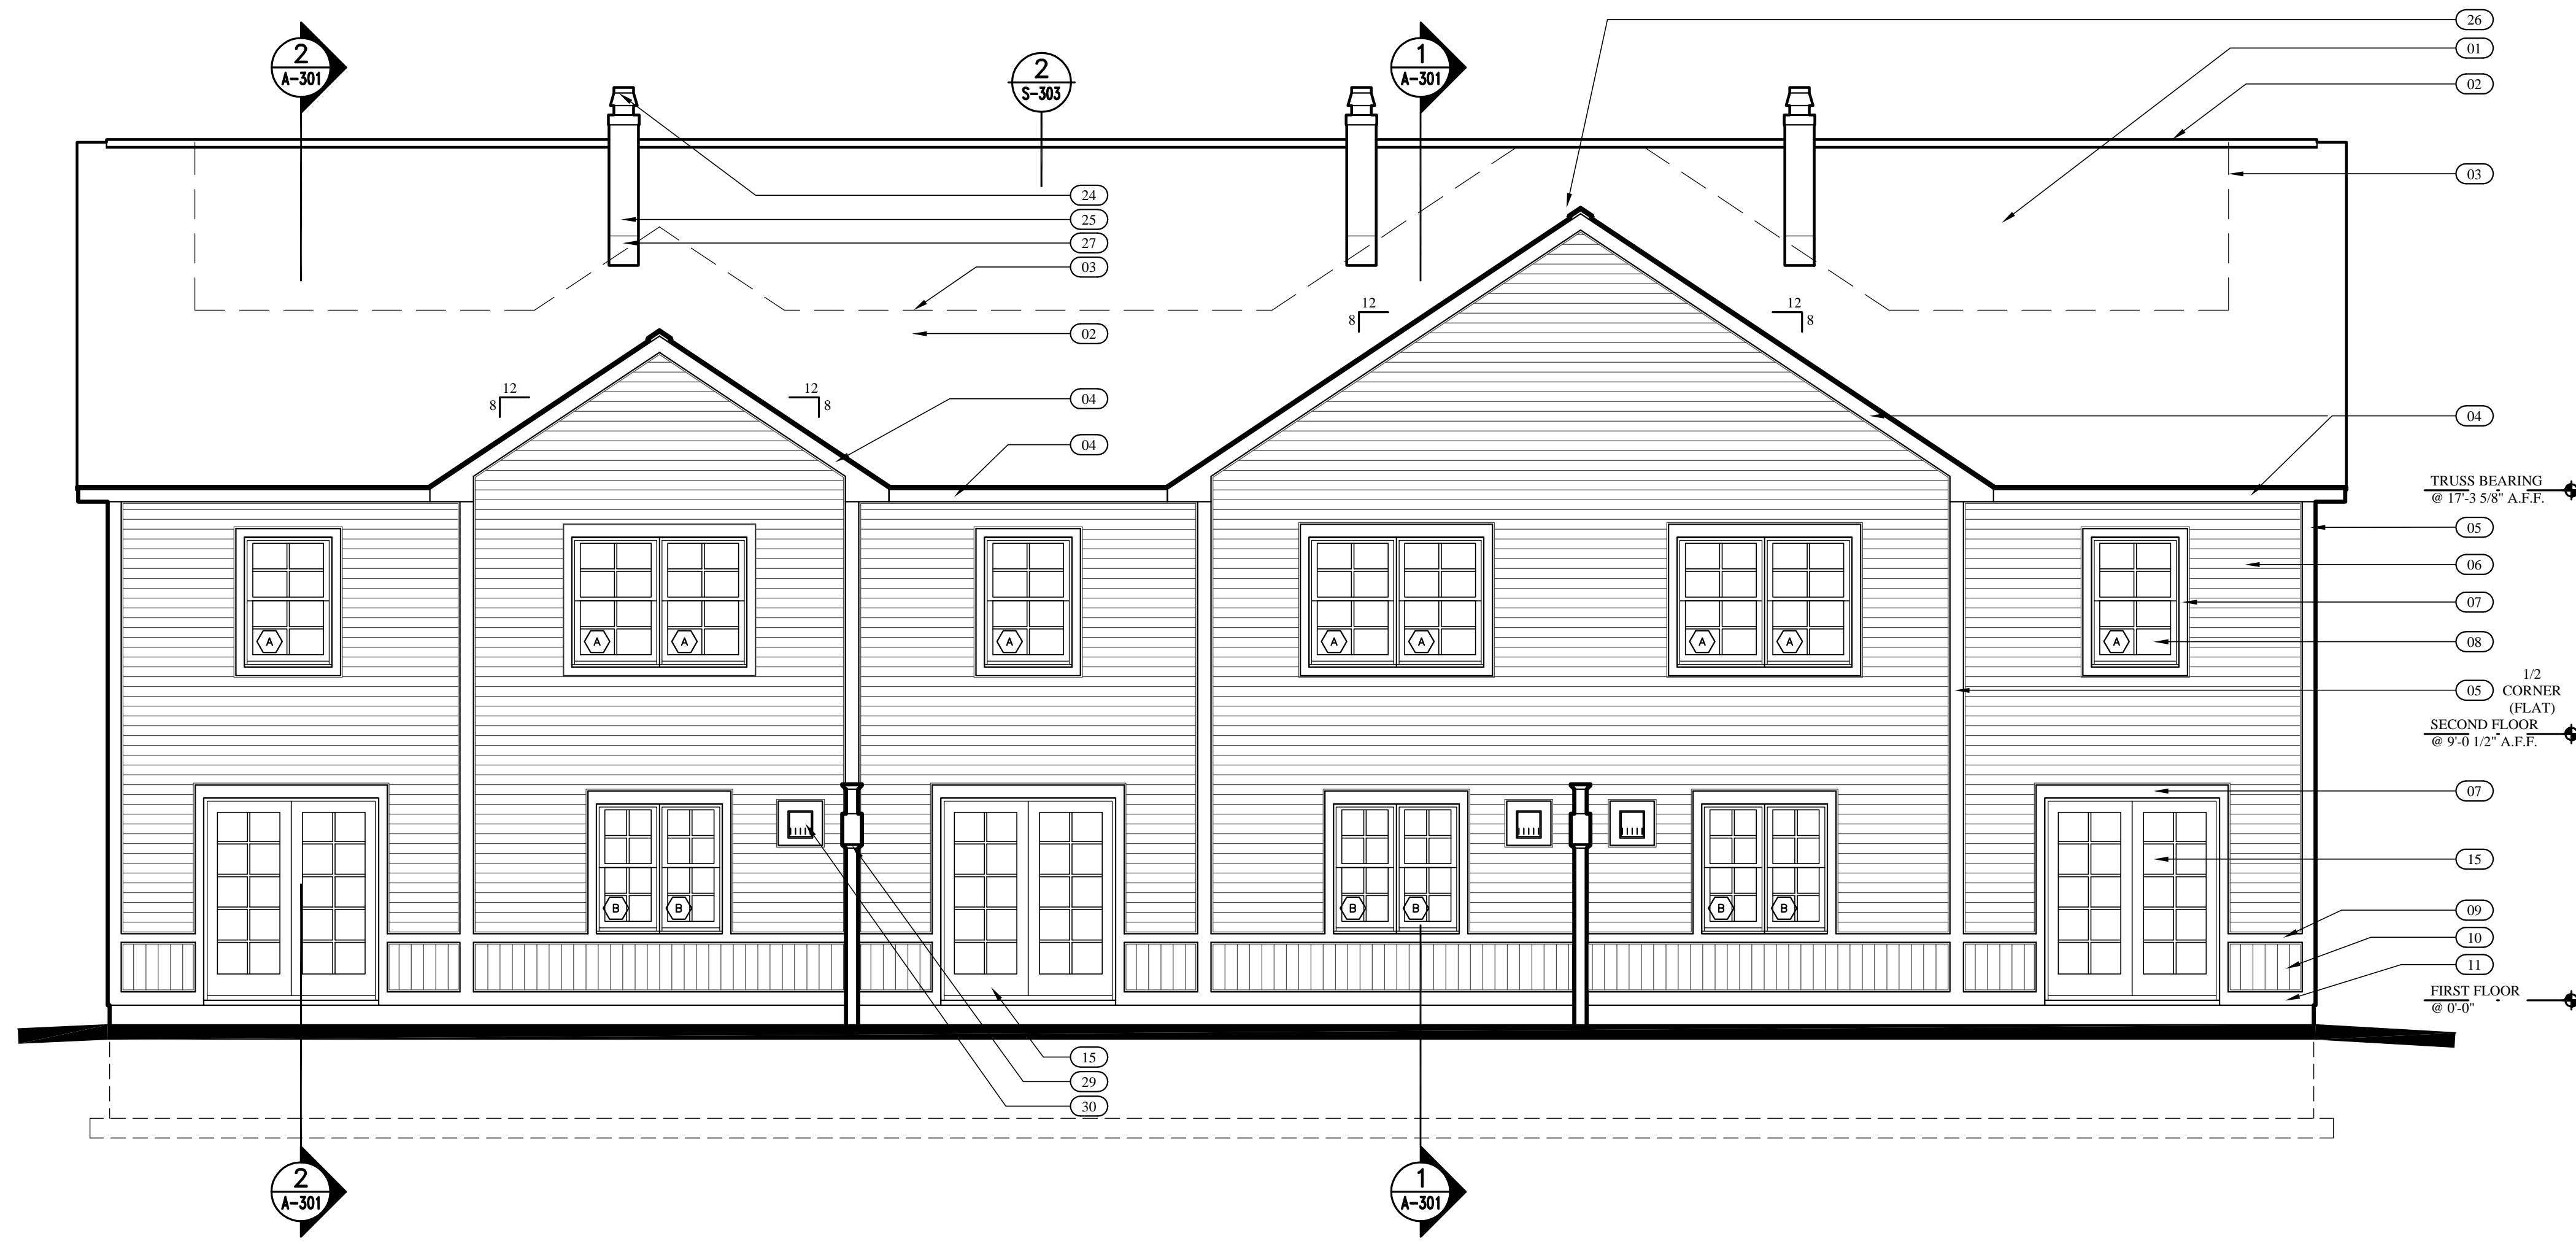 26
2
A-301
1
A-301
01
2
S-303
02
03
24
25
27
03
12
8
12
8
02
12
8
12
8
04
04
04
TRUSS BEARING
@ 17'-3 5/8" A.F.F.
05
06
07
A
A
A
A
A
A
A
A
A
08
1/2
05 CORNER
(FLAT)
SECOND FLOOR
@ 9'-0 1/2" A.F.F.
07
15
B
B
B
B
B
B
09
10
11
FIRST FLOOR
@ 0'-0"
15
29
30
2
A-301
1
A-301